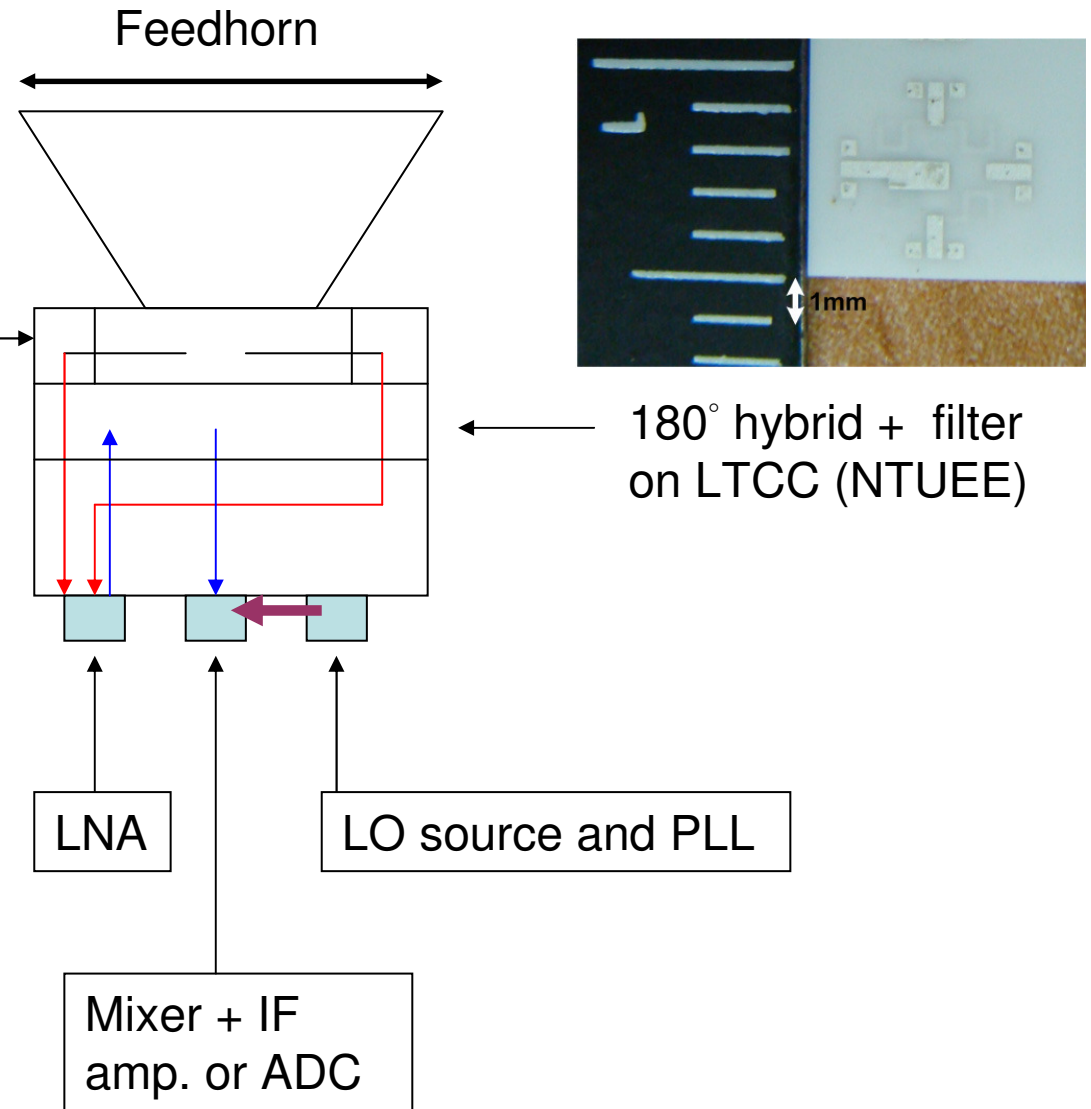 Feedhorn
1mm
180° hybrid + filter
on LTCC (NTUEE)
LNA
LO source and PLL
Mixer + IF
amp. or ADC